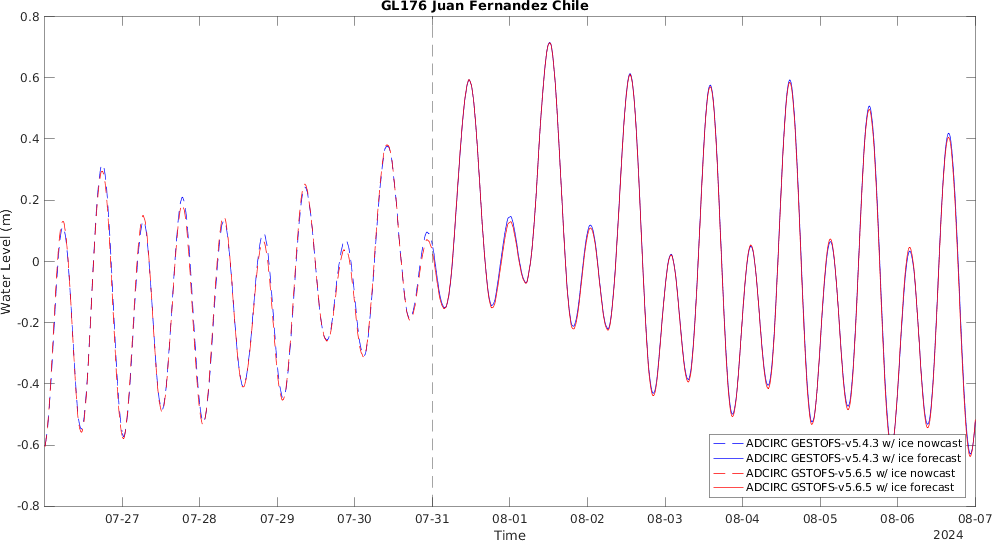 GL176 Juan Fernandez Chile
0.8
0.6
0.4
0.2
0
-0.2
-0.4
-0.6
-0.8
Water Level (m)
ADCIRC GESTOFS-v5.4.3 w/ ice nowcast
ADCIRC GESTOFS-v5.4.3 w/ ice forecast
ADCIRC GSTOFS-v5.6.5 w/ ice nowcast
ADCIRC GSTOFS-v5.6.5 w/ ice forecast
07-27 07-28 07-29 07-30 07-31 08-01 08-02 08-03 08-04 08-05 08-06 08-07
Time
2024